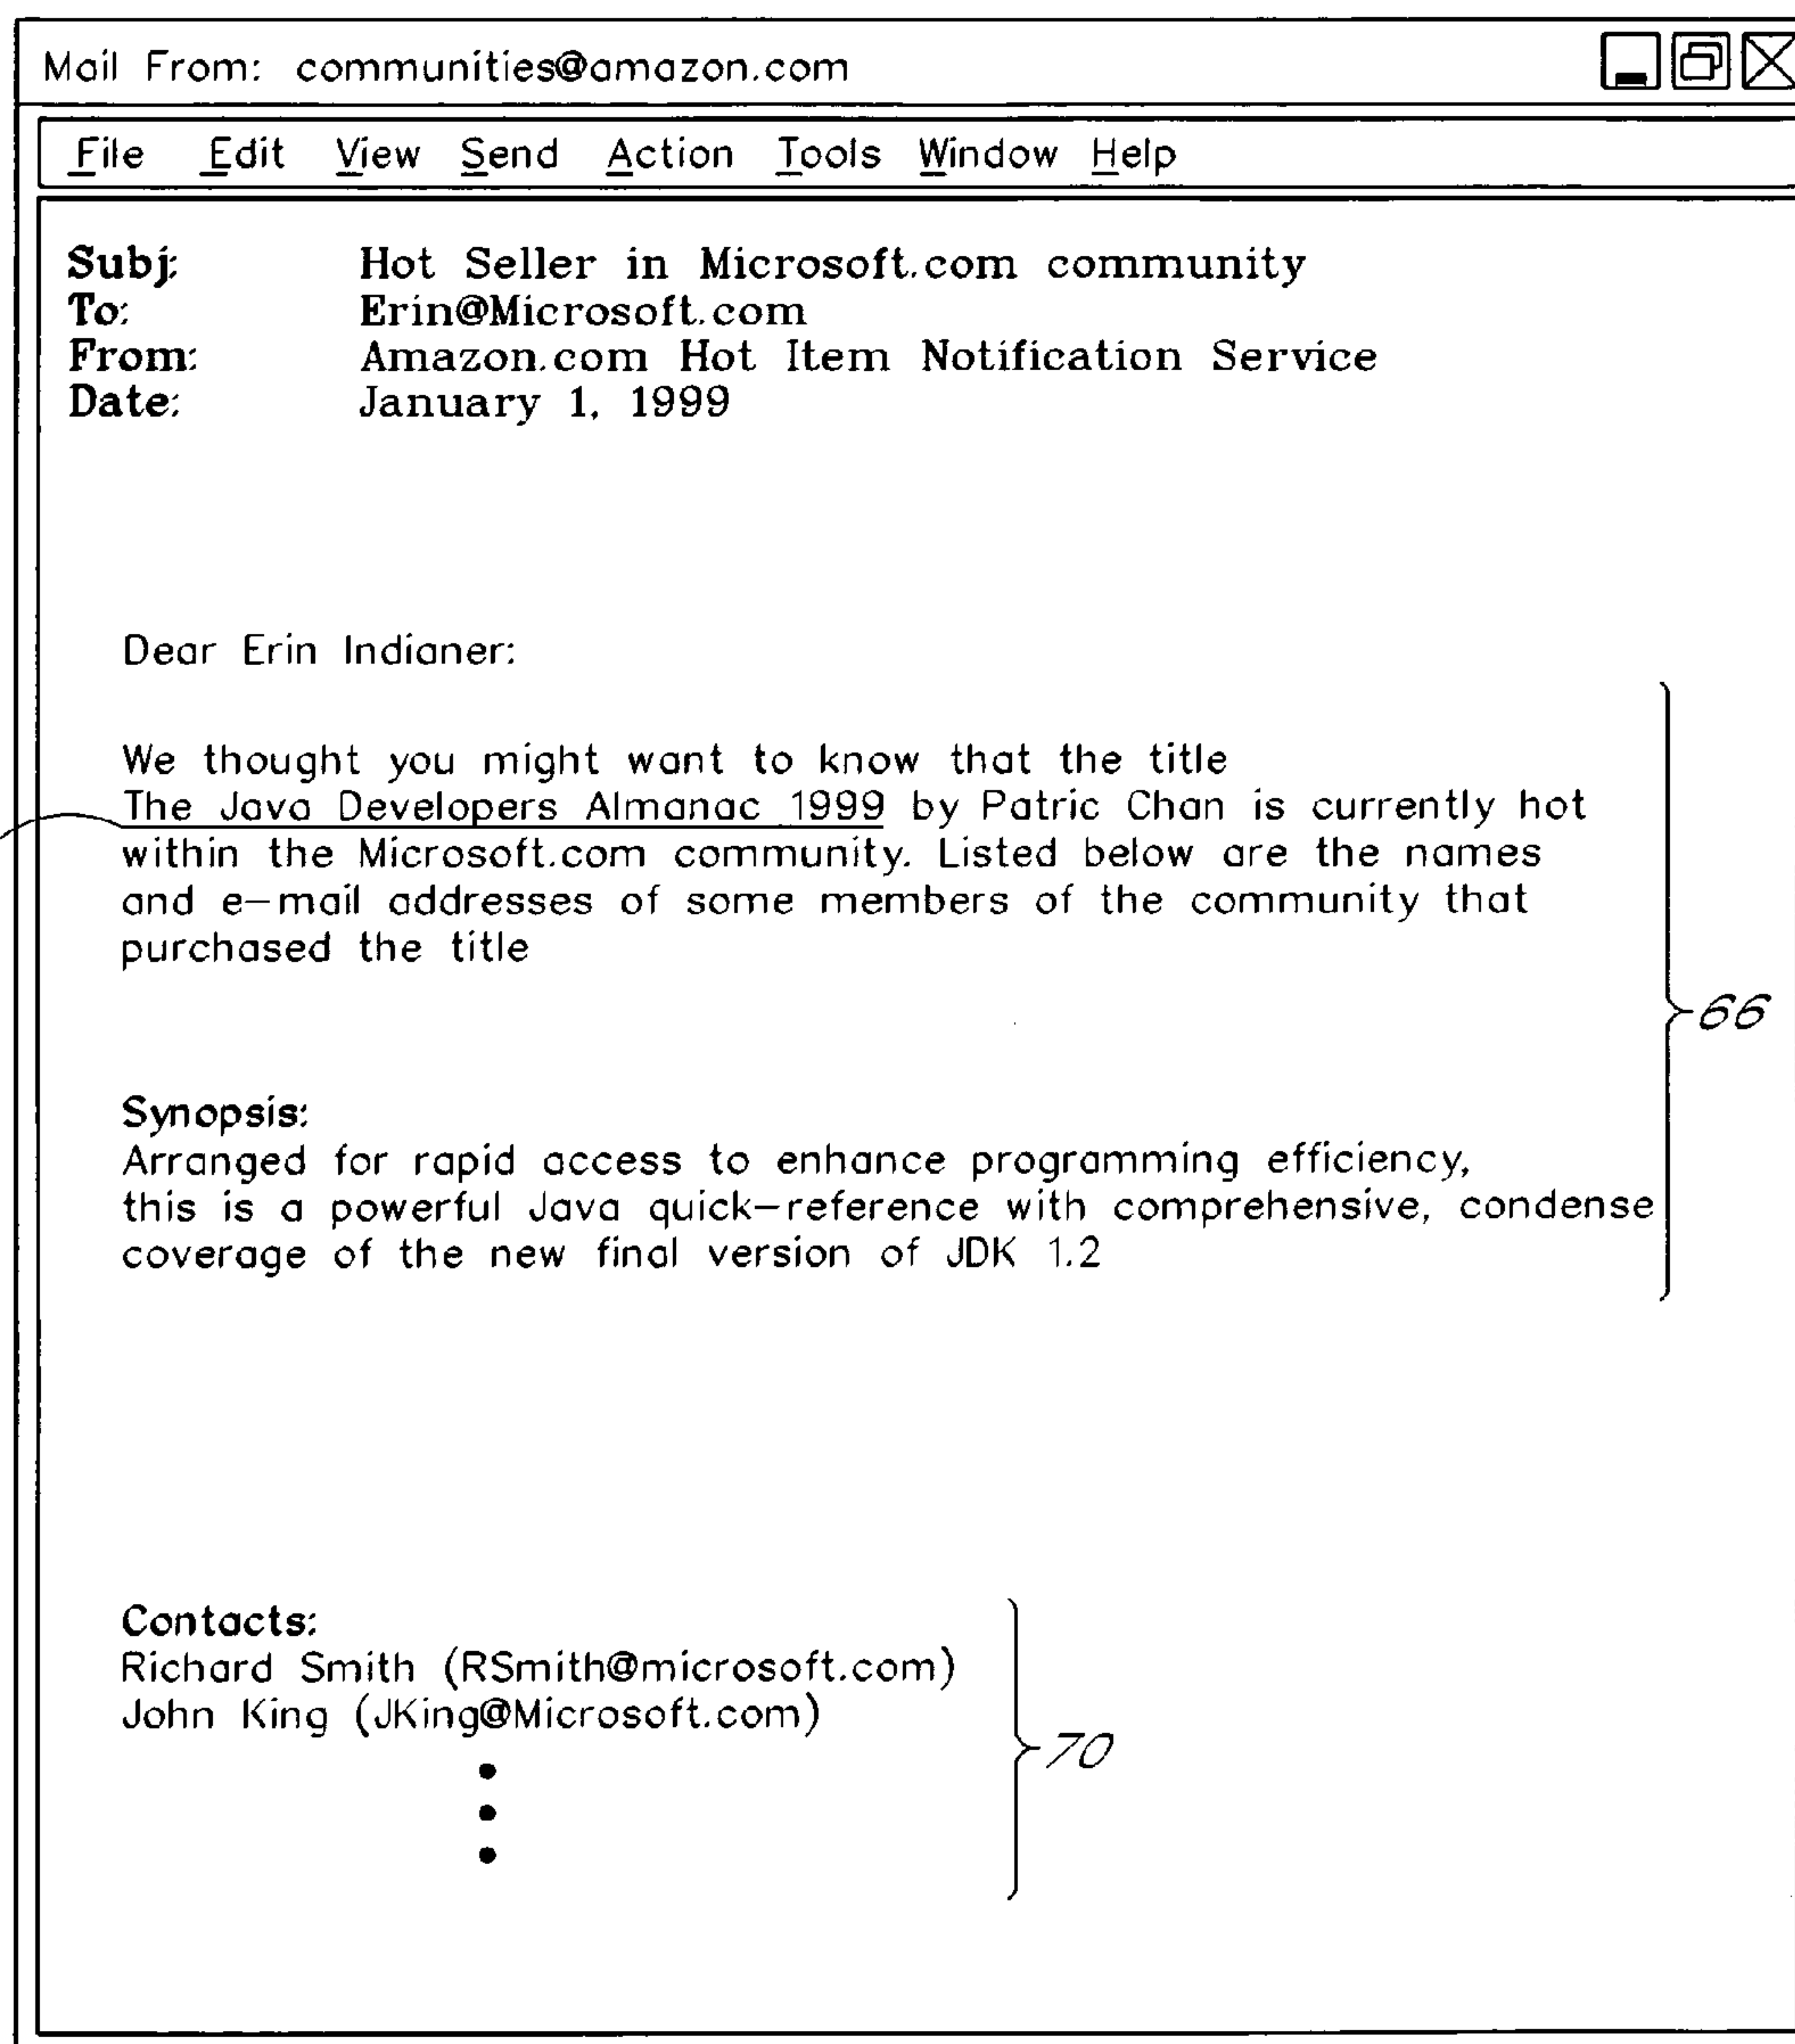 Mail From: communities@amazon.com
File Edit View Send Action Tools Window Help
Subj: Hot Seller in Microsoft.com community
To: Erin@Microsoft.com
From: Amazon.com Hot Item Notification Service
Date: January 1, 1999
Dear Erin Indianer:
We thought you might want to know that the title
The Java Developers Almanac 1999 by Patric Chan is currently hot
within the Microsoft.com community. Listed below are the names
and e-mail addresses of some members of the community that
purchased the title
66
Synopsis:
Arranged for rapid access to enhance programming efficiency,
this is a powerful Java quick-reference with comprehensive, condense
coverage of the new final version of JDK 1.2
Contacts:
Richard Smith (RSmith@microsoft.com)
John King (JKing@Microsoft.com)
70